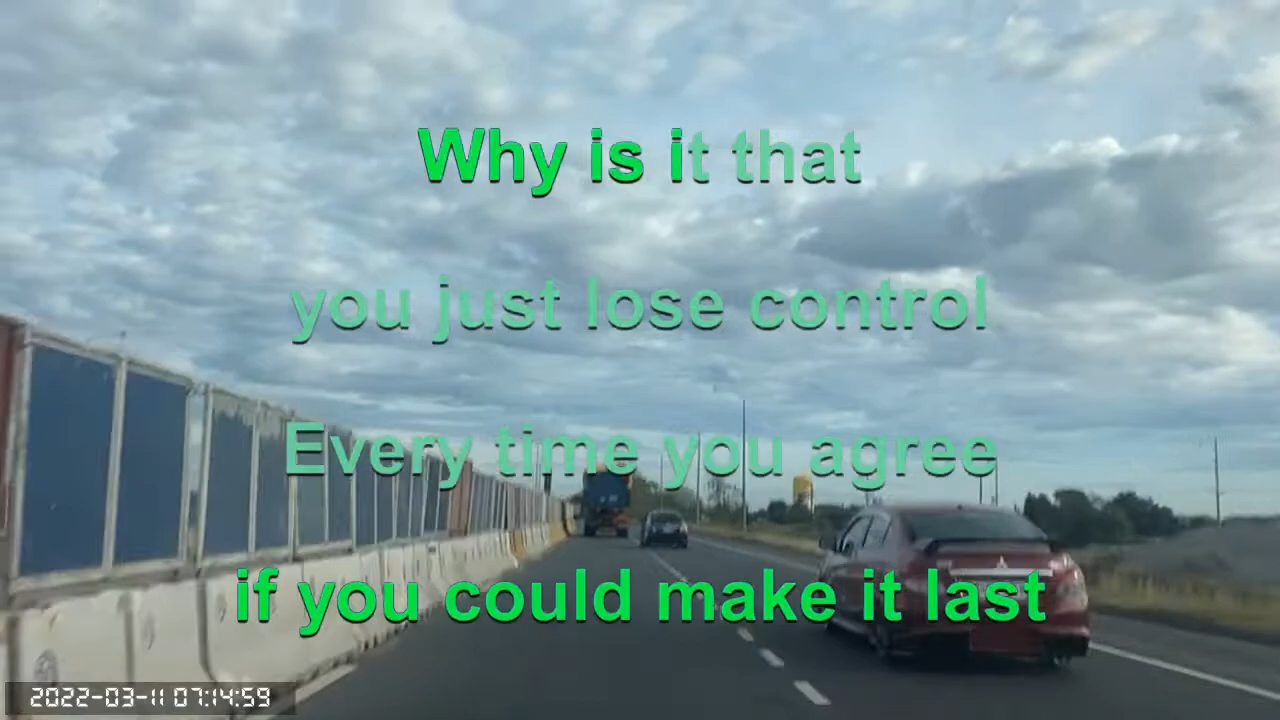 Why is it that
you just lose control
Every time you agree
if you could make it last
2022-03-11 07:14:59